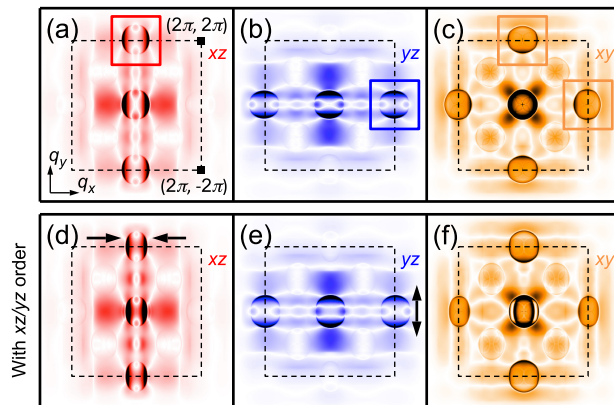 (a)
(2π, 2π)
xz
q_y
q_x
(2π, -2π)
(b)
yz
(c)
xy
With xz/yz order
(d)
xz
(e)
yz
(f)
xy